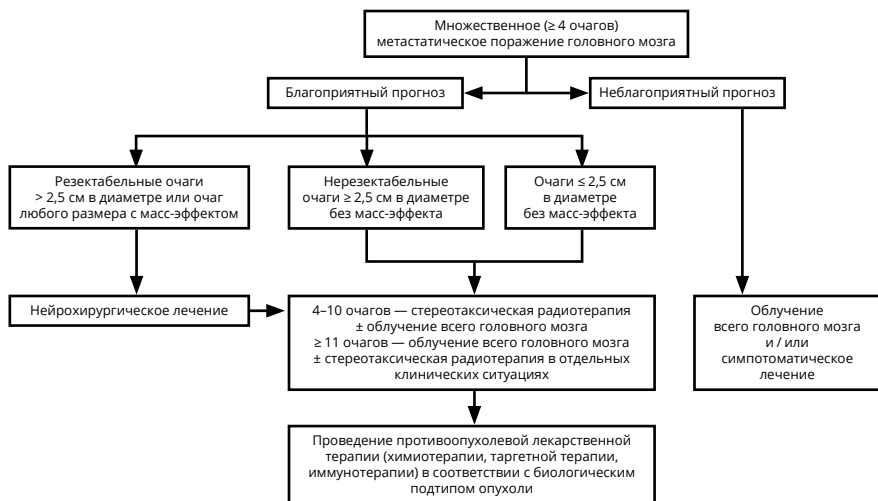 Множественное (≥ 4 очагов)
метастатическое поражение головного мозга
Благоприятный прогноз
Неблагоприятный прогноз
Резектабельные очаги
> 2,5 см в диаметре или очаг
любого размера с масс-эффектом
Нерезектабельные
очаги ≥ 2,5 см в диаметре
без масс-эффекта
Очаги ≤ 2,5 см
в диаметре
без масс-эффекта
Нейрохирургическое лечение
4–10 очагов — стереотаксическая радиотерапия
± облучение всего головного мозга
≥ 11 очагов — облучение всего головного мозга
± стереотаксическая радиотерапия в отдельных
клинических ситуациях
Облучение
всего головного мозга
и / или
симптоматическое
лечение
Проведение противоопухолевой лекарственной
терапии (химиотерапии, таргетной терапии,
иммунотерапии) в соответствии с биологическим
подтипом опухоли